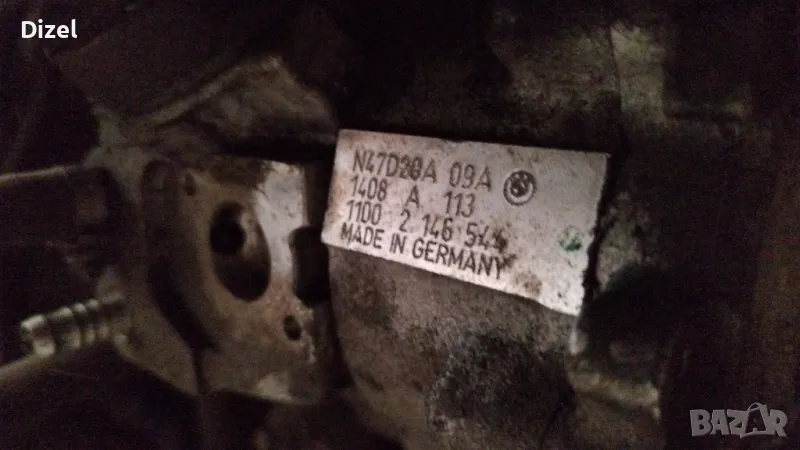 Dizel
N47D20A 09A
1408 A 113
1100 2 146 544
MADE IN GERMANY
BAZAR